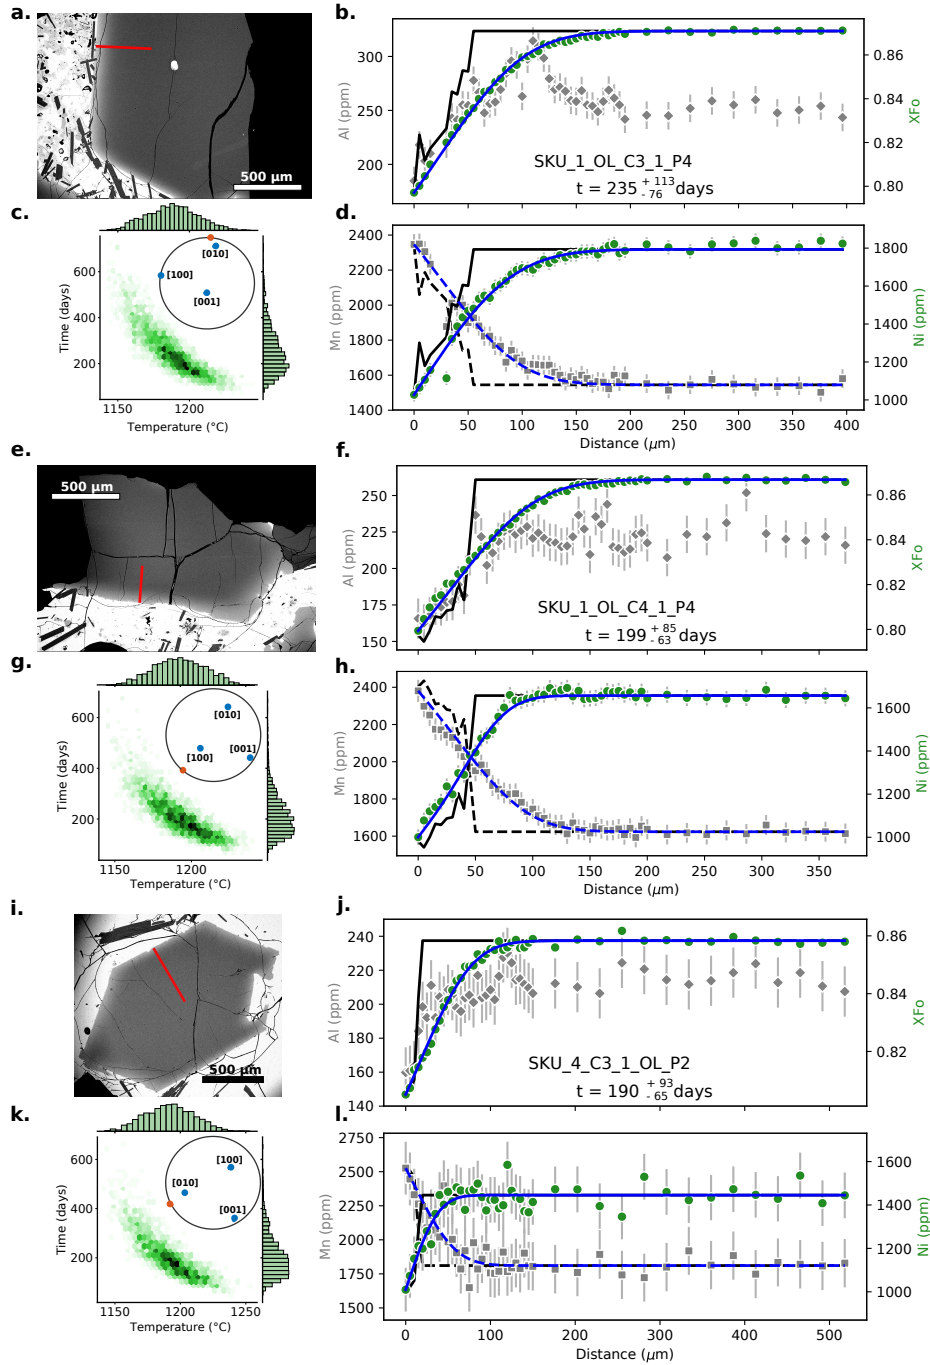 a.
500 μm
b.
Al (ppm)
300
250
200
0.86
0.84
0.82
0.80
XFo
SKU_1_OL_C3_1_P4
t = 235 + 113 - 76 days
c.
Time (days)
600
400
200
[010]
[100]
[001]
1150
1200
Temperature (°C)
d.
Mn (ppm)
2400
2200
2000
1800
1600
1400
1800
1600
1400
1200
1000
Ni (ppm)
0
50
100
150
200
250
300
350
400
Distance (μm)
e.
500 μm
f.
Al (ppm)
250
225
200
175
150
0.86
0.84
0.82
0.80
XFo
SKU_1_OL_C4_1_P4
t = 199 + 85 - 63 days
g.
Time (days)
600
400
200
0
[010]
[001]
[100]
1150
1200
Temperature (°C)
h.
Mn (ppm)
2400
2200
2000
1800
1600
1600
1400
1200
1000
Ni (ppm)
0
50
100
150
200
250
300
350
Distance (μm)
i.
500 μm
j.
Al (ppm)
240
220
200
180
160
140
0.86
0.84
0.82
XFo
SKU_4_C3_1_OL_P2
t = 190 + 93 - 65 days
k.
Time (days)
600
400
200
0
[100]
[010]
[001]
1150
1200
1250
Temperature (°C)
l.
Mn (ppm)
2750
2500
2250
2000
1750
1500
1600
1400
1200
1000
Ni (ppm)
0
100
200
300
400
500
Distance (μm)